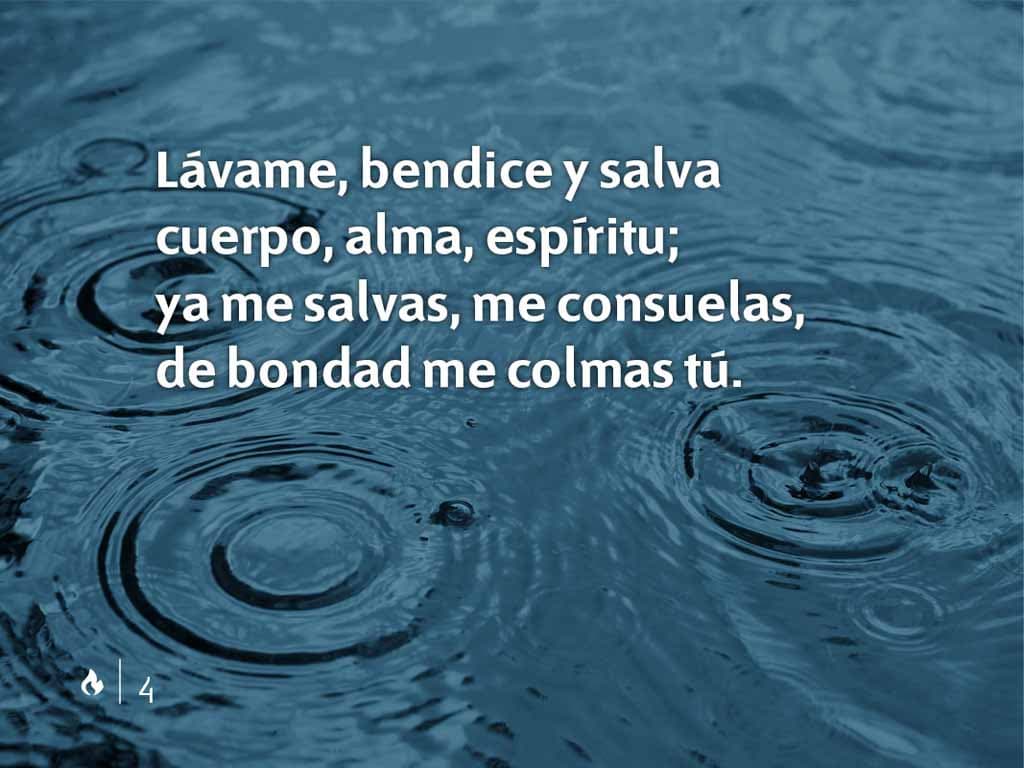 Lávame, bendice y salva
cuerpo, alma, espíritu;
ya me salvas, me consuelas,
de bondad me colmas tú.
4